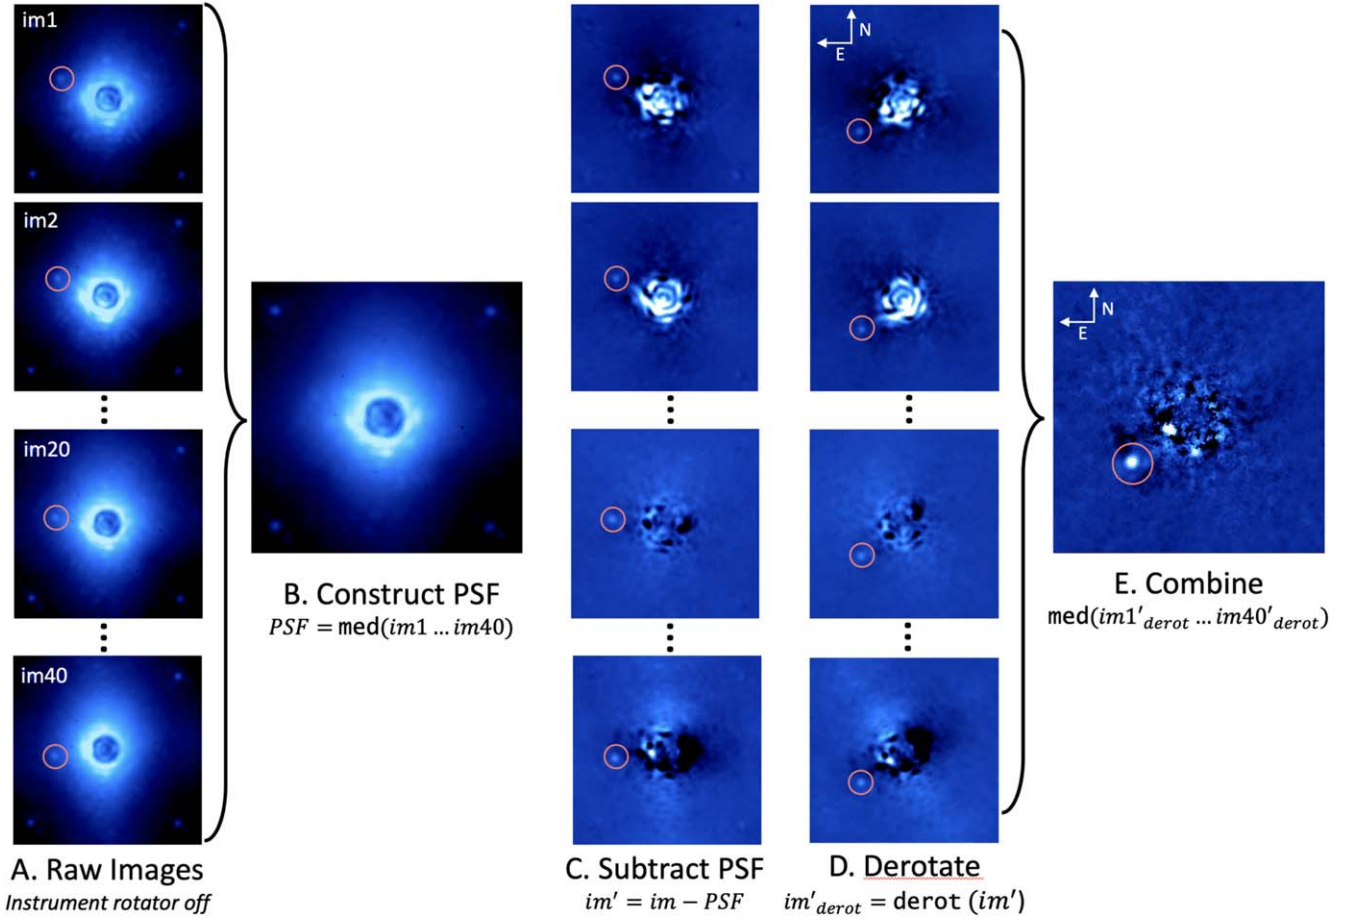 im1
im2
im20
im40
A. Raw Images
Instrument rotator off
B. Construct PSF
PSF = med(im1 ... im40)
C. Subtract PSF
im′ = im − PSF
N
E
D. Derotate
im′derot = derot (im′)
N
E
E. Combine
med(im1′derot ... im40′derot)